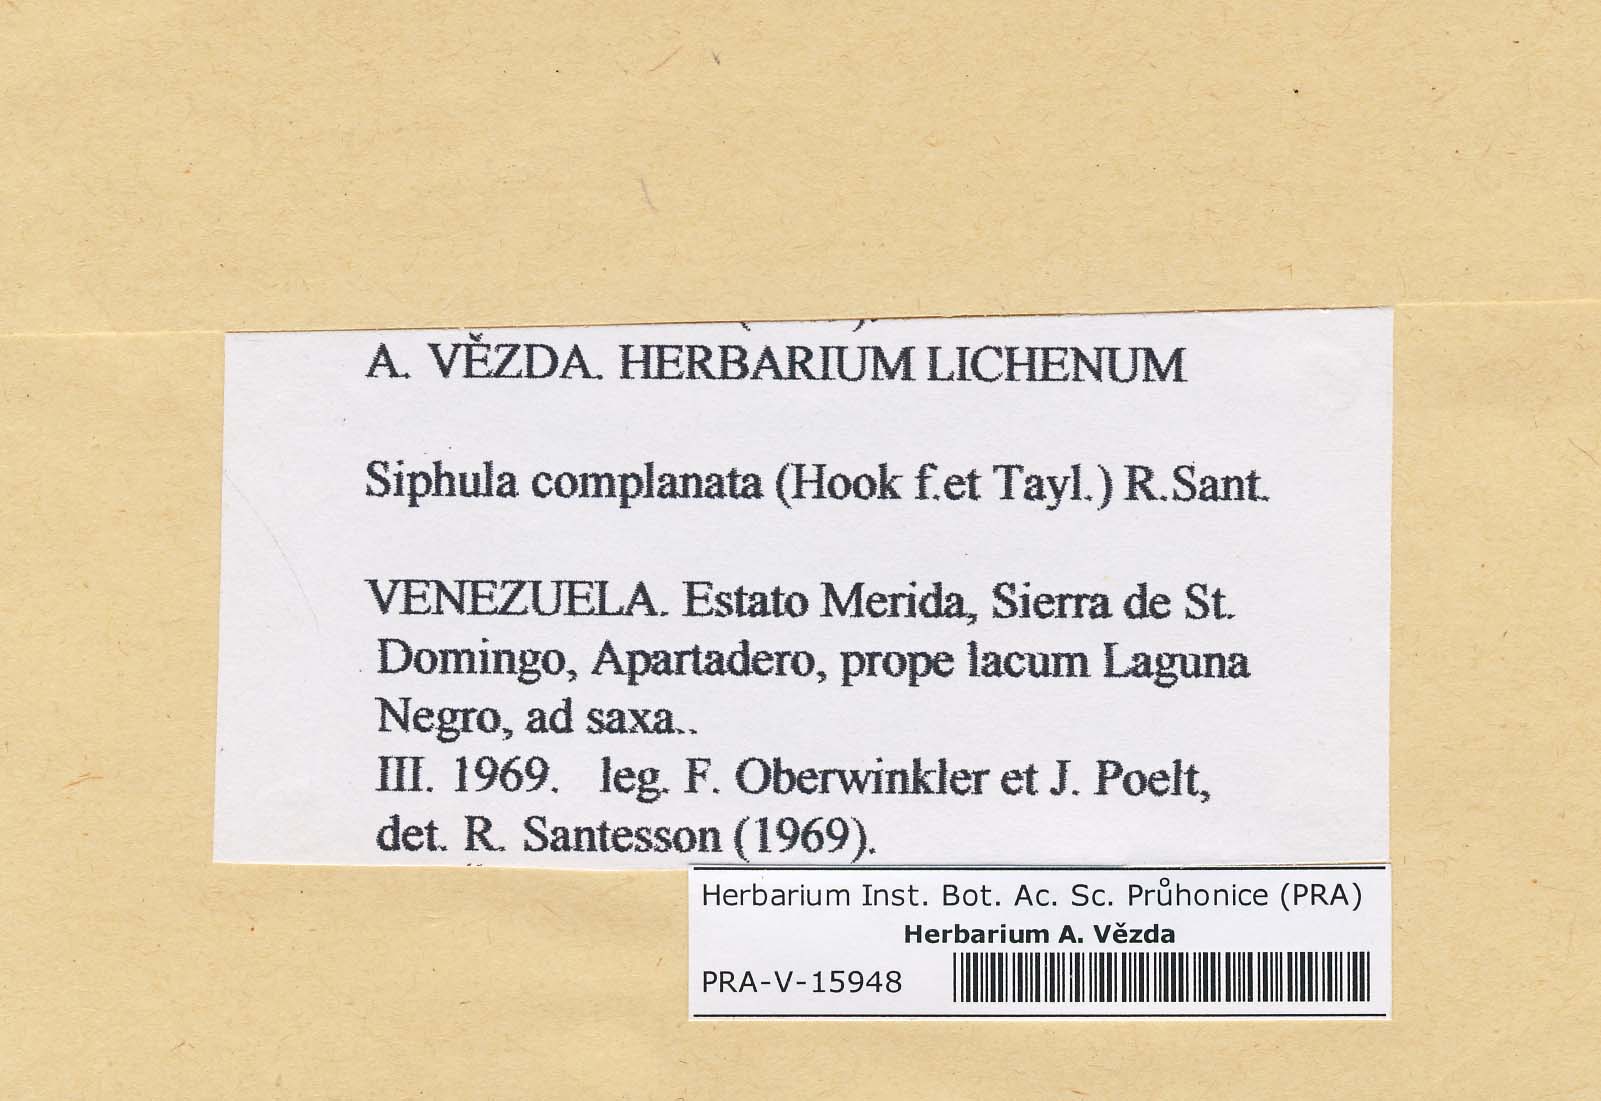 A. VĚZDA. HERBARIUM LICHENUM
Siphula complanata (Hook f.et Tayl.) R.Sant.
VENEZUELA. Estato Merida, Sierra de St.
Domingo, Apartadero, prope lacum Laguna
Negro, ad saxa..
III. 1969. leg. F. Oberwinkler et J. Poelt,
det. R. Santesson (1969).
Herbarium Inst. Bot. Ac. Sc. Průhonice (PRA)
Herbarium A. Vězda
PRA-V-15948